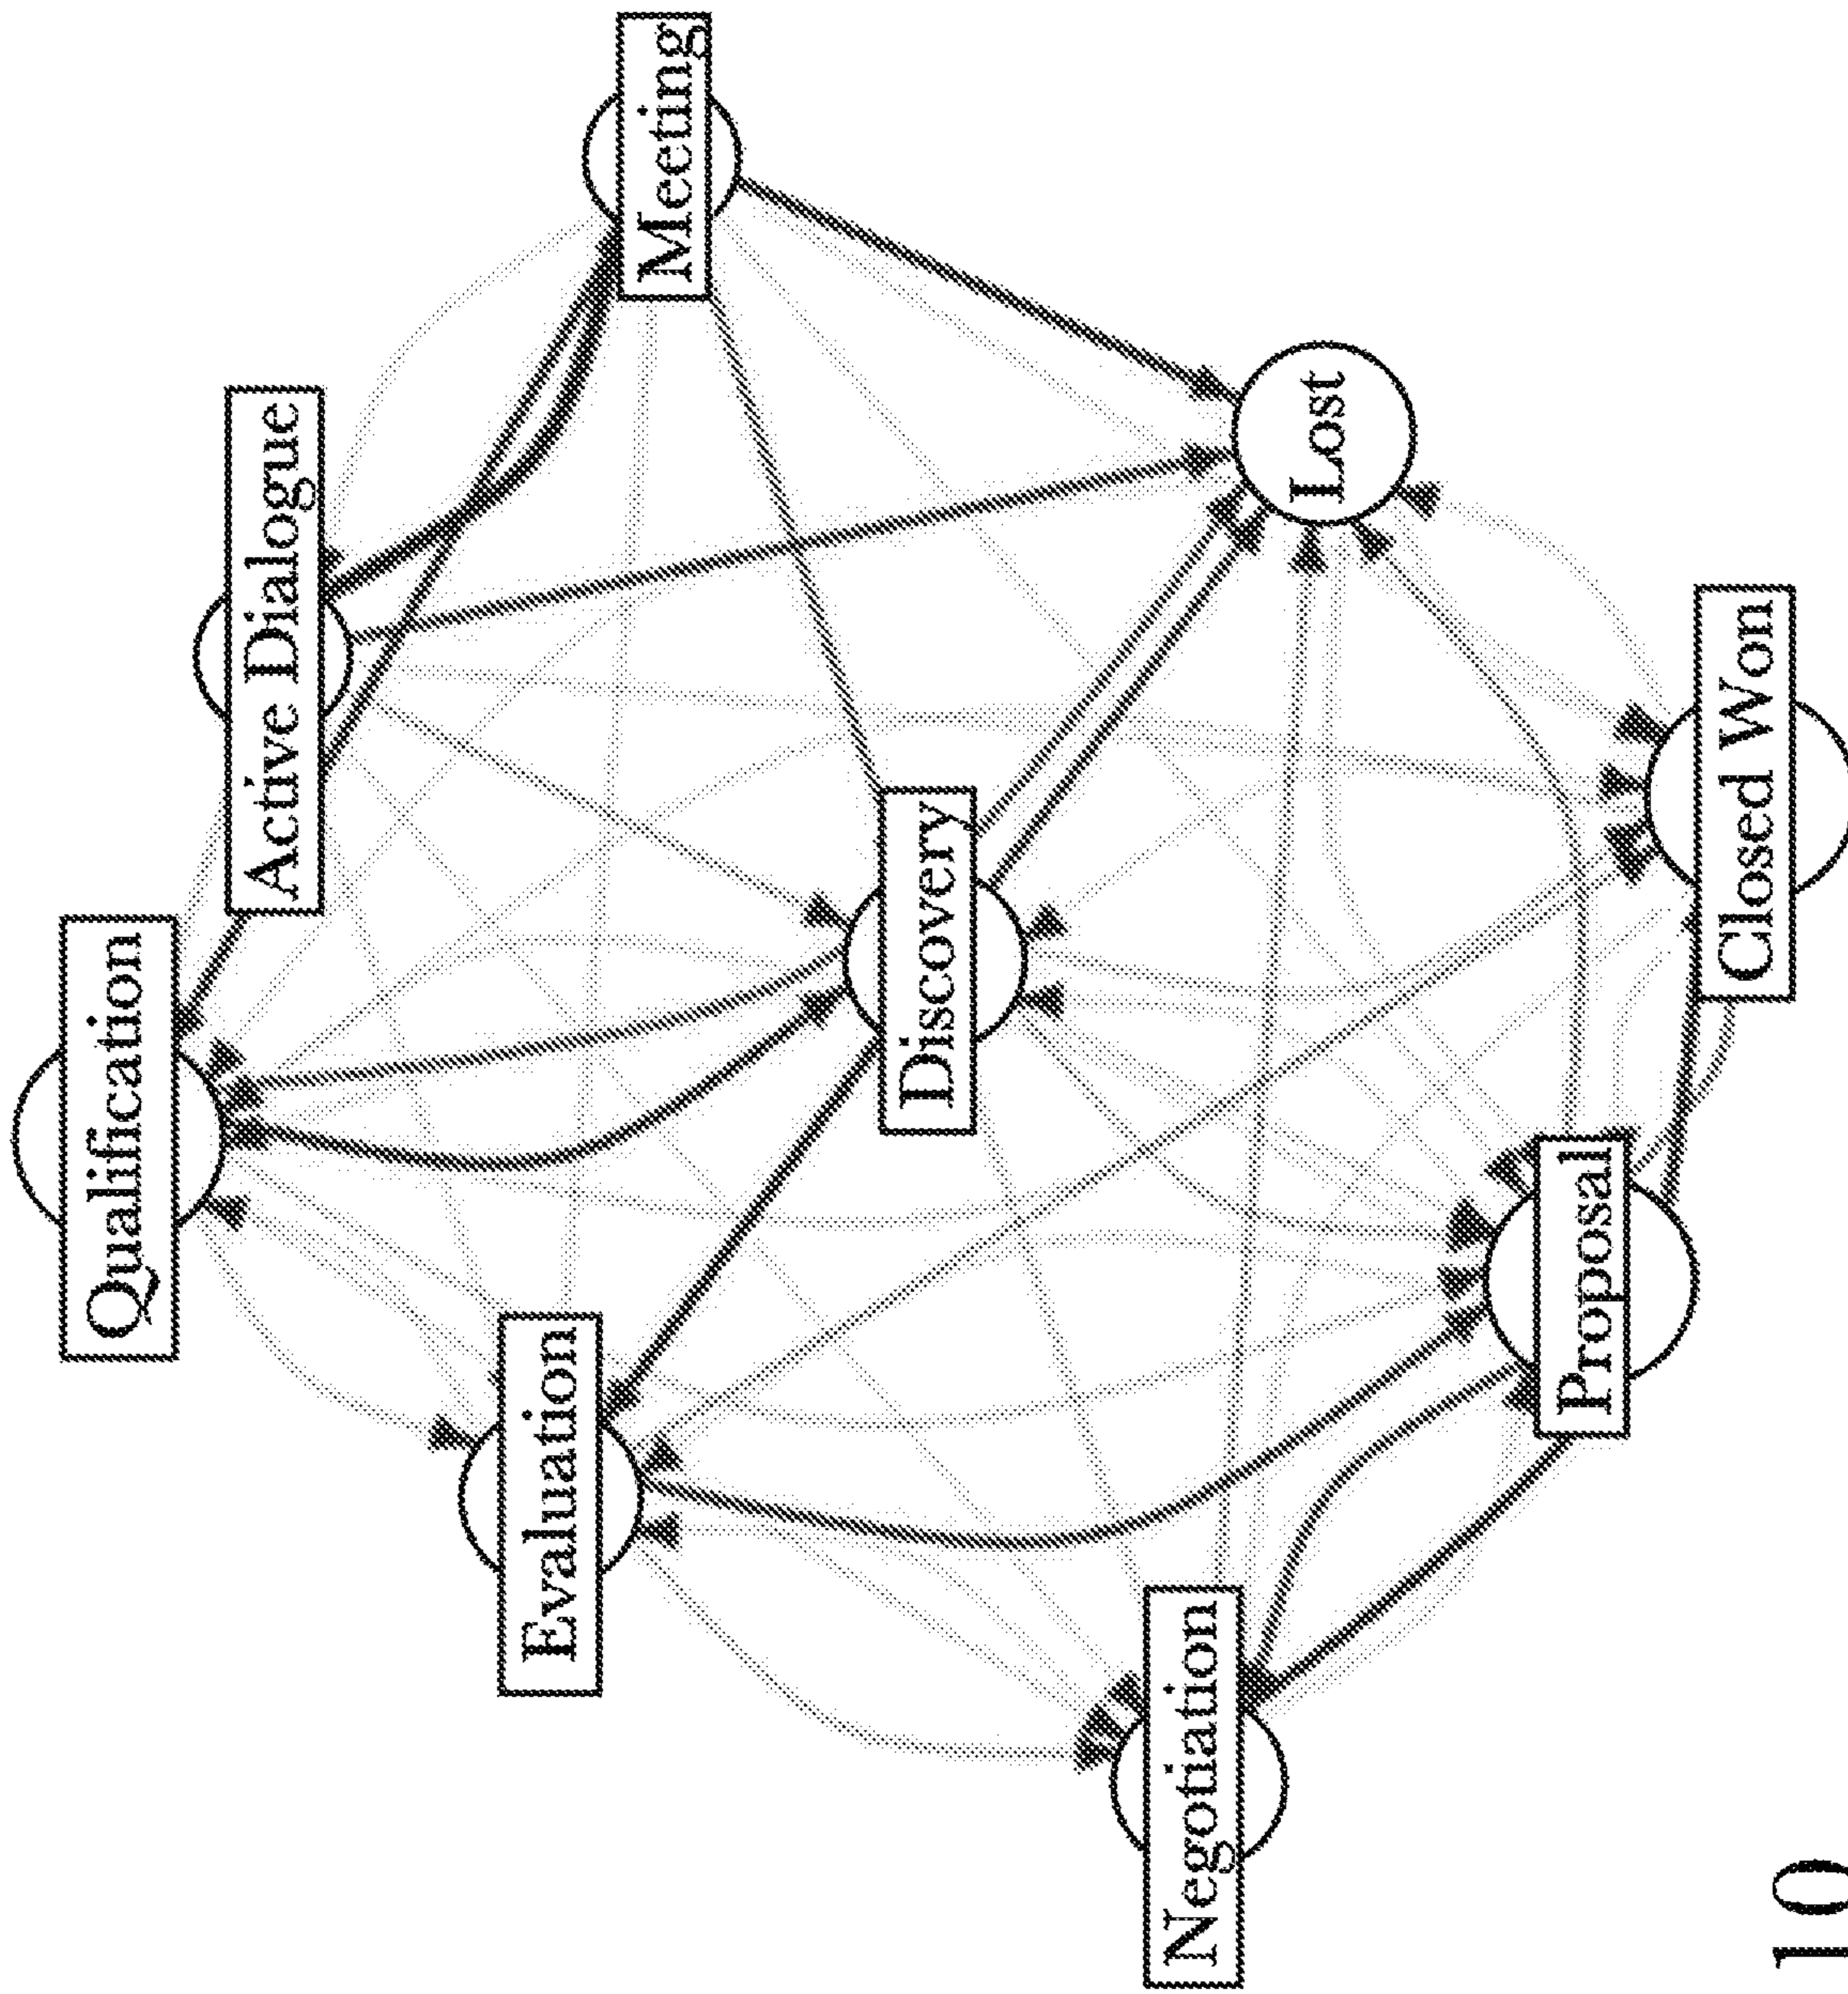 Qualification
Active Dialogue
Evaluation
Meeting
Discovery
Negotiation
Lost
Proposal
Closed Won
10